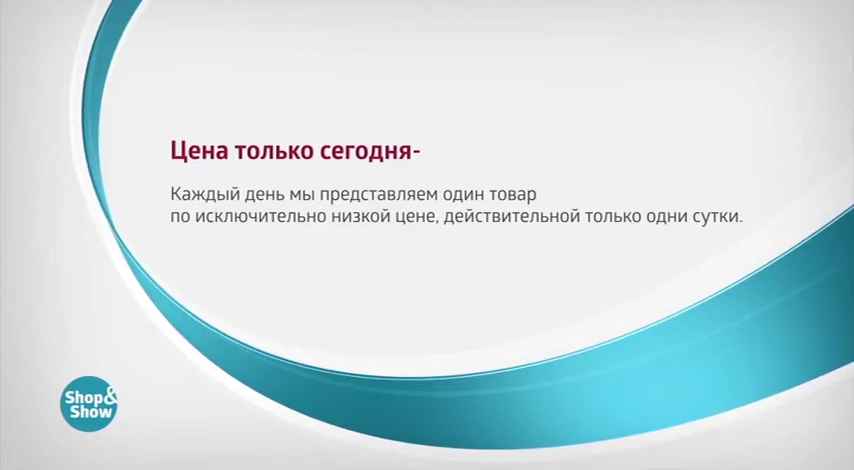 Цена только сегодня-
Каждый день мы представляем один товар
по исключительно низкой цене, действительной только одни сутки.
Shop&
Show